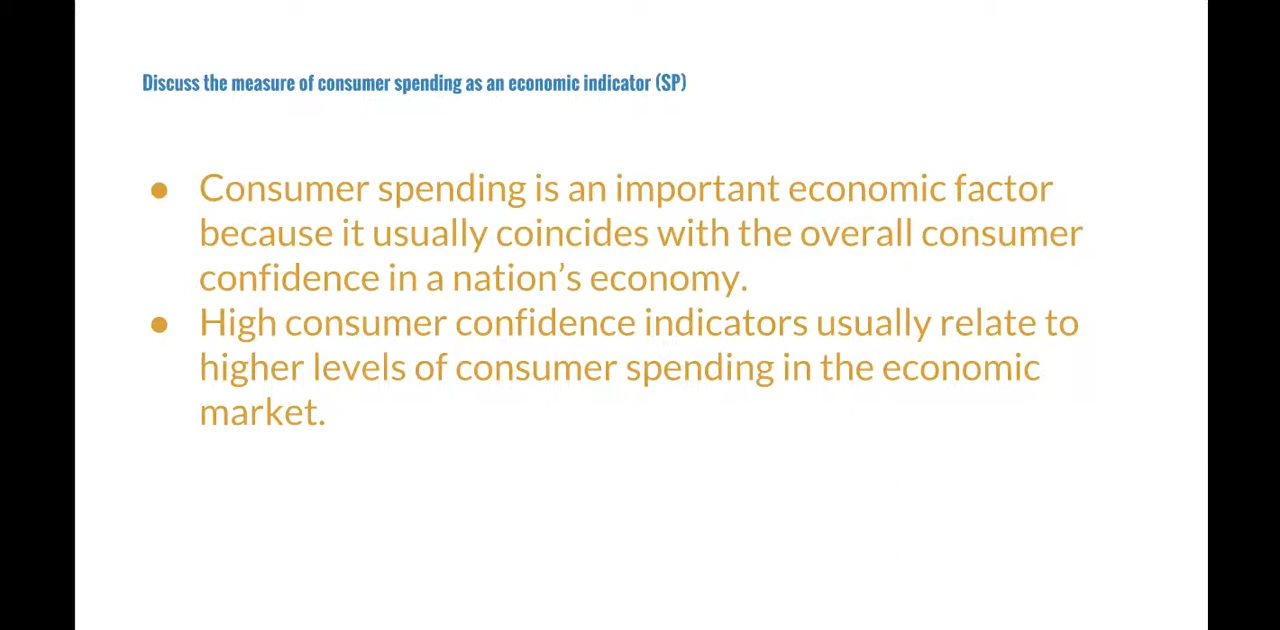 Discuss the measure of consumer spending as an economic indicator (SP)
● Consumer spending is an important economic factor
because it usually coincides with the overall consumer
confidence in a nation’s economy.
● High consumer confidence indicators usually relate to
higher levels of consumer spending in the economic
market.